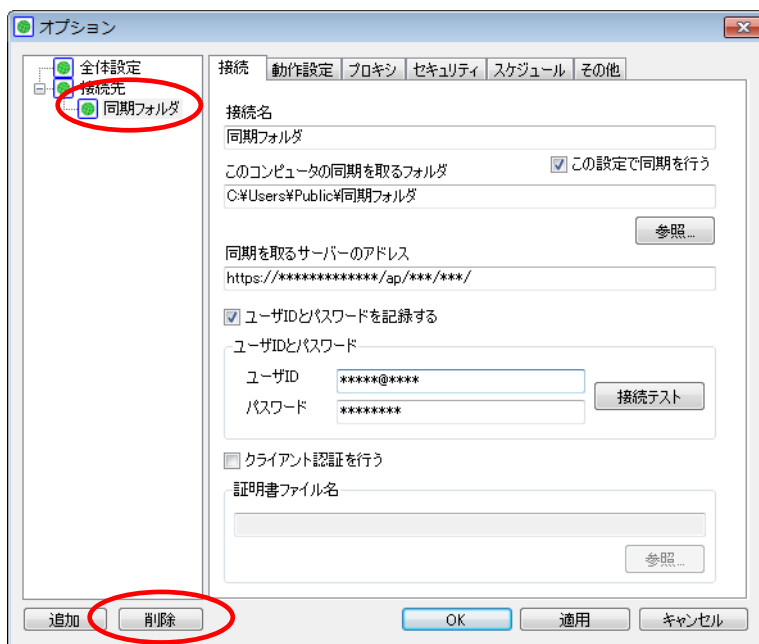 オプション
全体設定
接続先
同期フォルダ
接続 動作設定 プロキシ セキュリティ スケジュール その他
接続名
同期フォルダ
このコンピュータの同期を取るフォルダ
この設定で同期を行う
C:¥Users¥Public¥同期フォルダ
参照...
同期を取るサーバーのアドレス
https://*************/ap/***/***/
ユーザIDとパスワードを記録する
ユーザIDとパスワード
ユーザID
*****@****
パスワード
********
接続テスト
クライアント認証を行う
証明書ファイル名
参照...
追加 削除 OK 適用 キャンセル